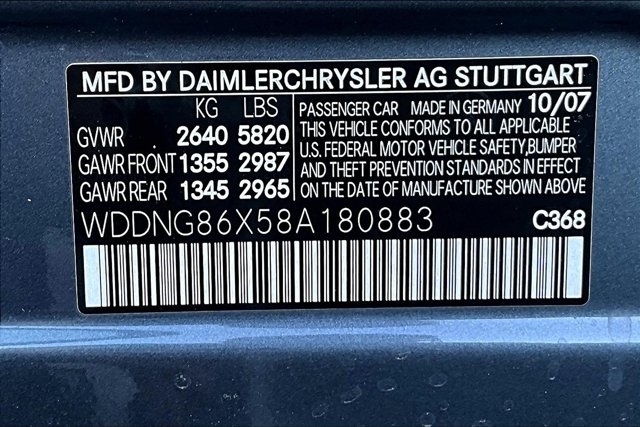 MFD BY DAIMLERCHRYSLER AG STUTTGART
KG LBS
GVWR 2640 5820
GAWR FRONT 1355 2987
GAWR REAR 1345 2965
PASSENGER CAR MADE IN GERMANY 10/07
THIS VEHICLE CONFORMS TO ALL APPLICABLE
U.S. FEDERAL MOTOR VEHICLE SAFETY,BUMPER
AND THEFT PREVENTION STANDARDS IN EFFECT
ON THE DATE OF MANUFACTURE SHOWN ABOVE
WDDNG86X58A180883 C368